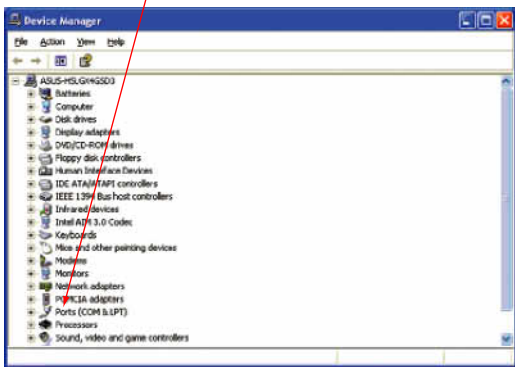 Device Manager
File Action View Help
ASUS-HSLGX4GSD3
Batteries
Computer
Disk drives
Display adapters
DVD/CD-ROM drives
Floppy disk controllers
Human Interface Devices
IDE ATA/ATAPI controllers
IEEE 1394 Bus host controllers
Infrared devices
Intel AIM 3.0 Codec
Keyboards
Mice and other pointing devices
Modems
Monitors
Network adapters
PCMCIA adapters
Ports (COM & LPT)
Processors
Sound, video and game controllers